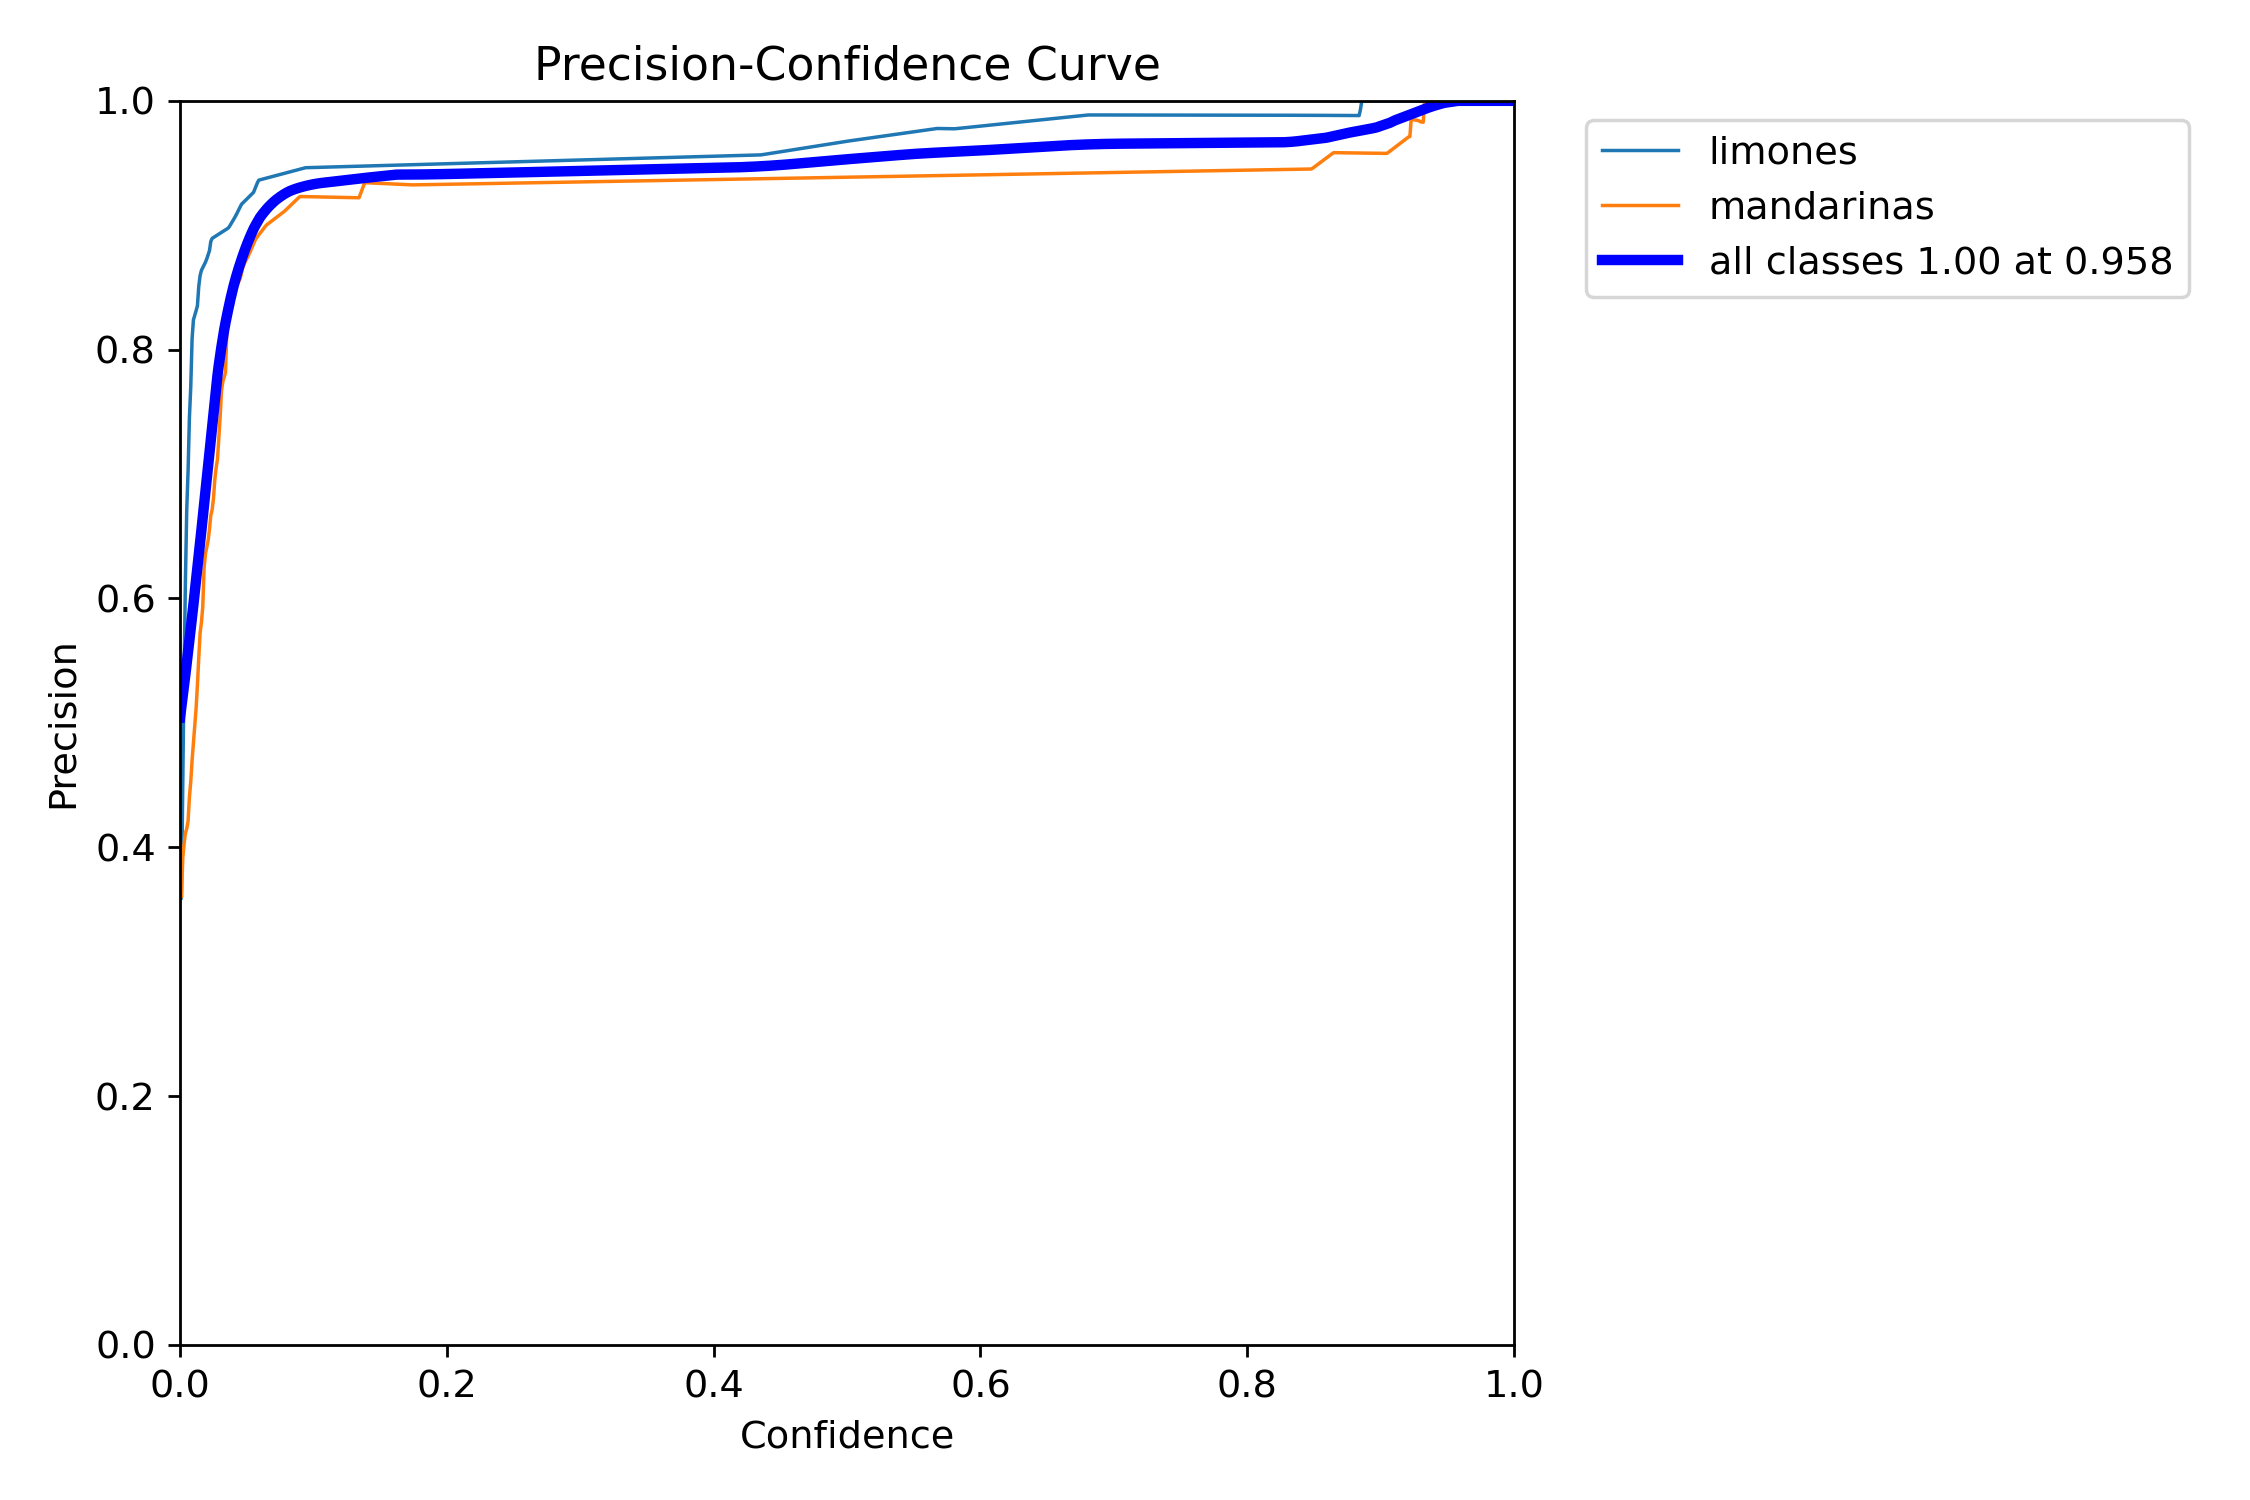 Precision-Confidence Curve
1.0
0.8
0.6
0.4
0.2
0.0
Precision
0.0 0.2 0.4 0.6 0.8 1.0
Confidence
limones
mandarinas
all classes 1.00 at 0.958